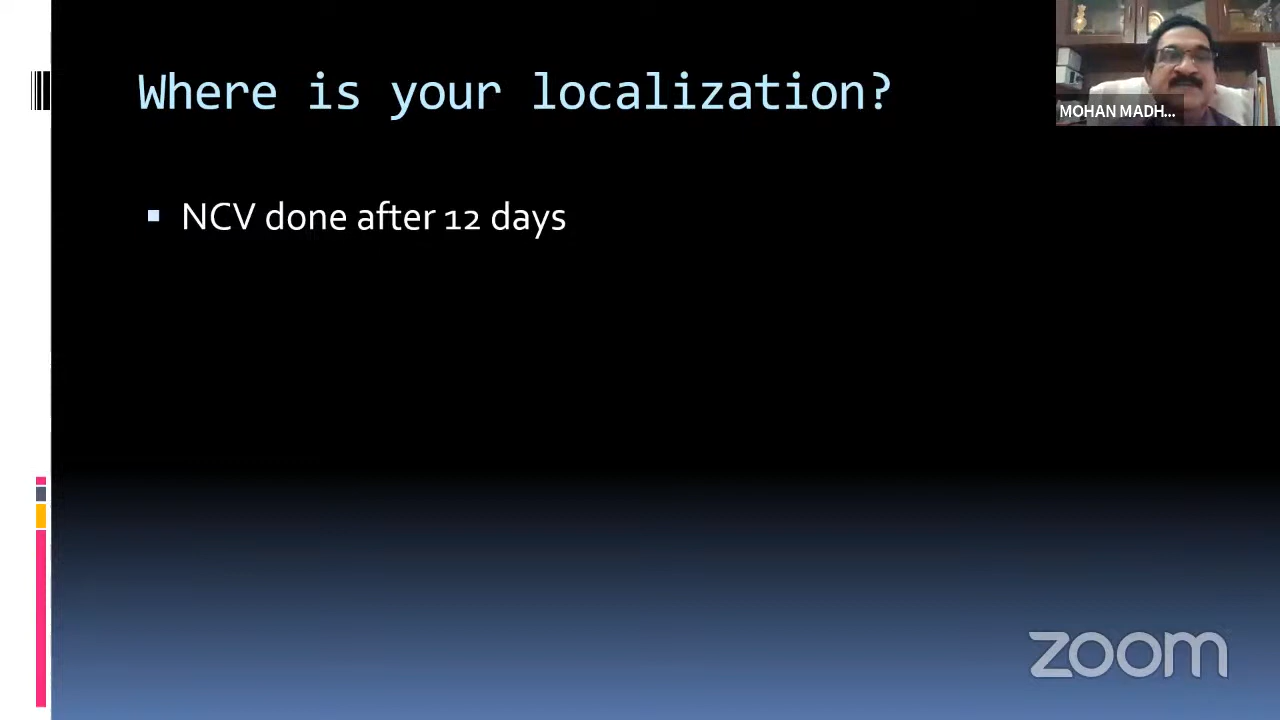 Where is your localization?
MOHAN MADH...
NCV done after 12 days
zoom